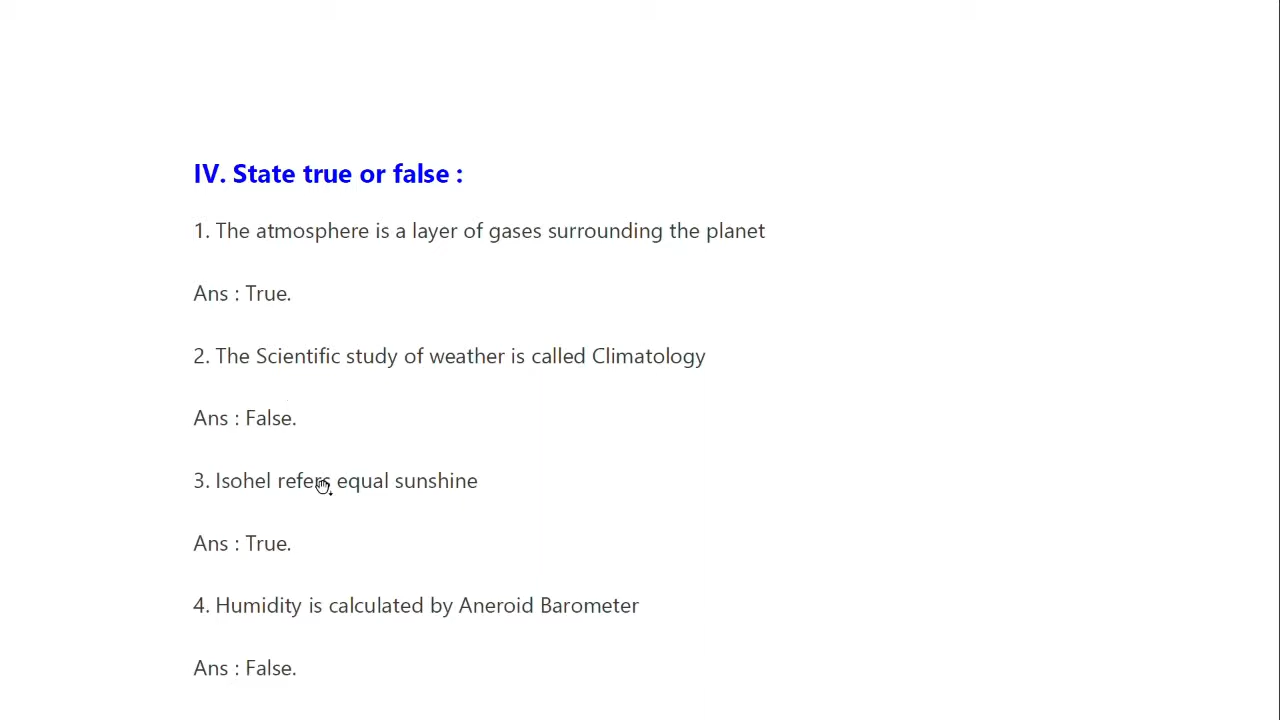 IV. State true or false :
1. The atmosphere is a layer of gases surrounding the planet
Ans : True.
2. The Scientific study of weather is called Climatology
Ans : False.
3. Isohel refers equal sunshine
Ans : True.
4. Humidity is calculated by Aneroid Barometer
Ans : False.